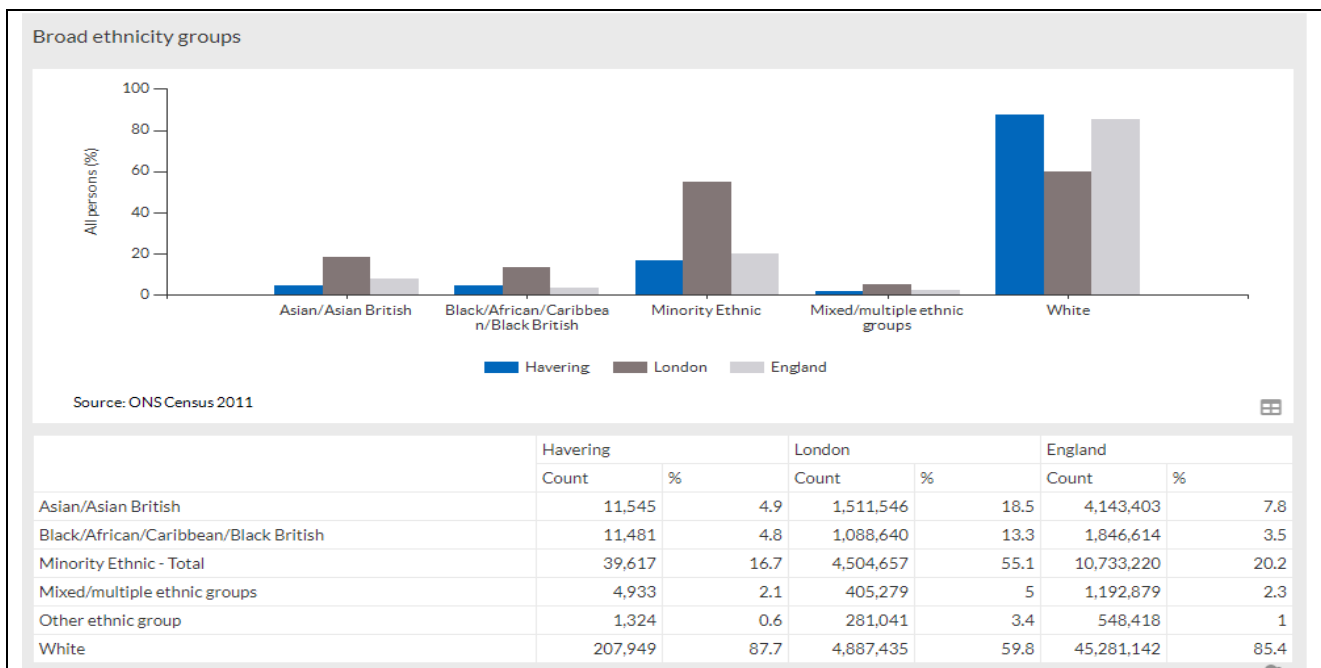 Broad ethnicity groups
100
80
60
40
20
0
All persons (%)
Asian/Asian British
Black/African/Caribbea
n/Black British
Minority Ethnic
Mixed/multiple ethnic
groups
White
Havering
London
England
Source: ONS Census 2011
Havering London England
Count % Count % Count %
Asian/Asian British 11,545 4.9 1,511,546 18.5 4,143,403 7.8
Black/African/Caribbean/Black British 11,481 4.8 1,088,640 13.3 1,846,614 3.5
Minority Ethnic - Total 39,617 16.7 4,504,657 55.1 10,733,220 20.2
Mixed/multiple ethnic groups 4,933 2.1 405,279 5 1,192,879 2.3
Other ethnic group 1,324 0.6 281,041 3.4 548,418 1
White 207,949 87.7 4,887,435 59.8 45,281,142 85.4